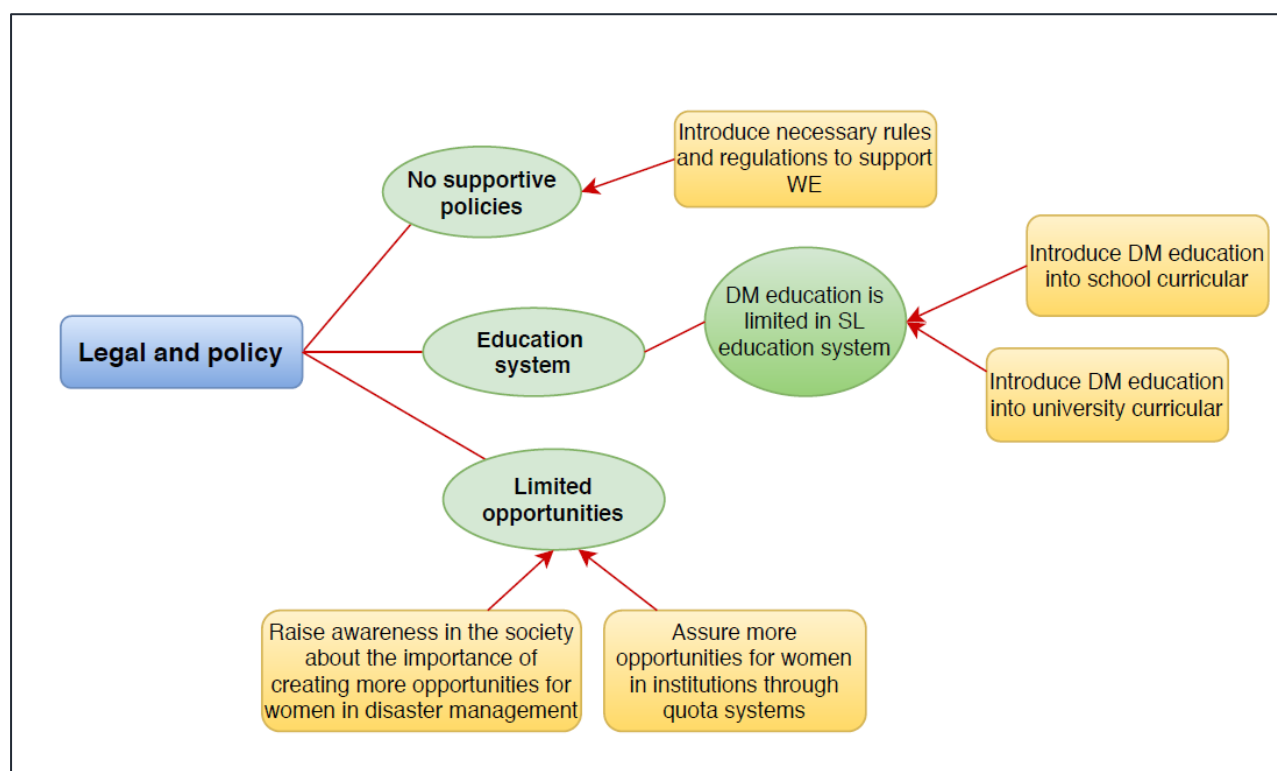 Introduce necessary rules
and regulations to support
WE
No supportive
policies
Introduce DM education
into school curricular
DM education is
limited in SL
education system
Legal and policy
Education
system
Introduce DM education
into university curricular
Limited
opportunities
Raise awareness in the society
about the importance of
creating more opportunities for
women in disaster management
Assure more
opportunities for women
in institutions through
quota systems